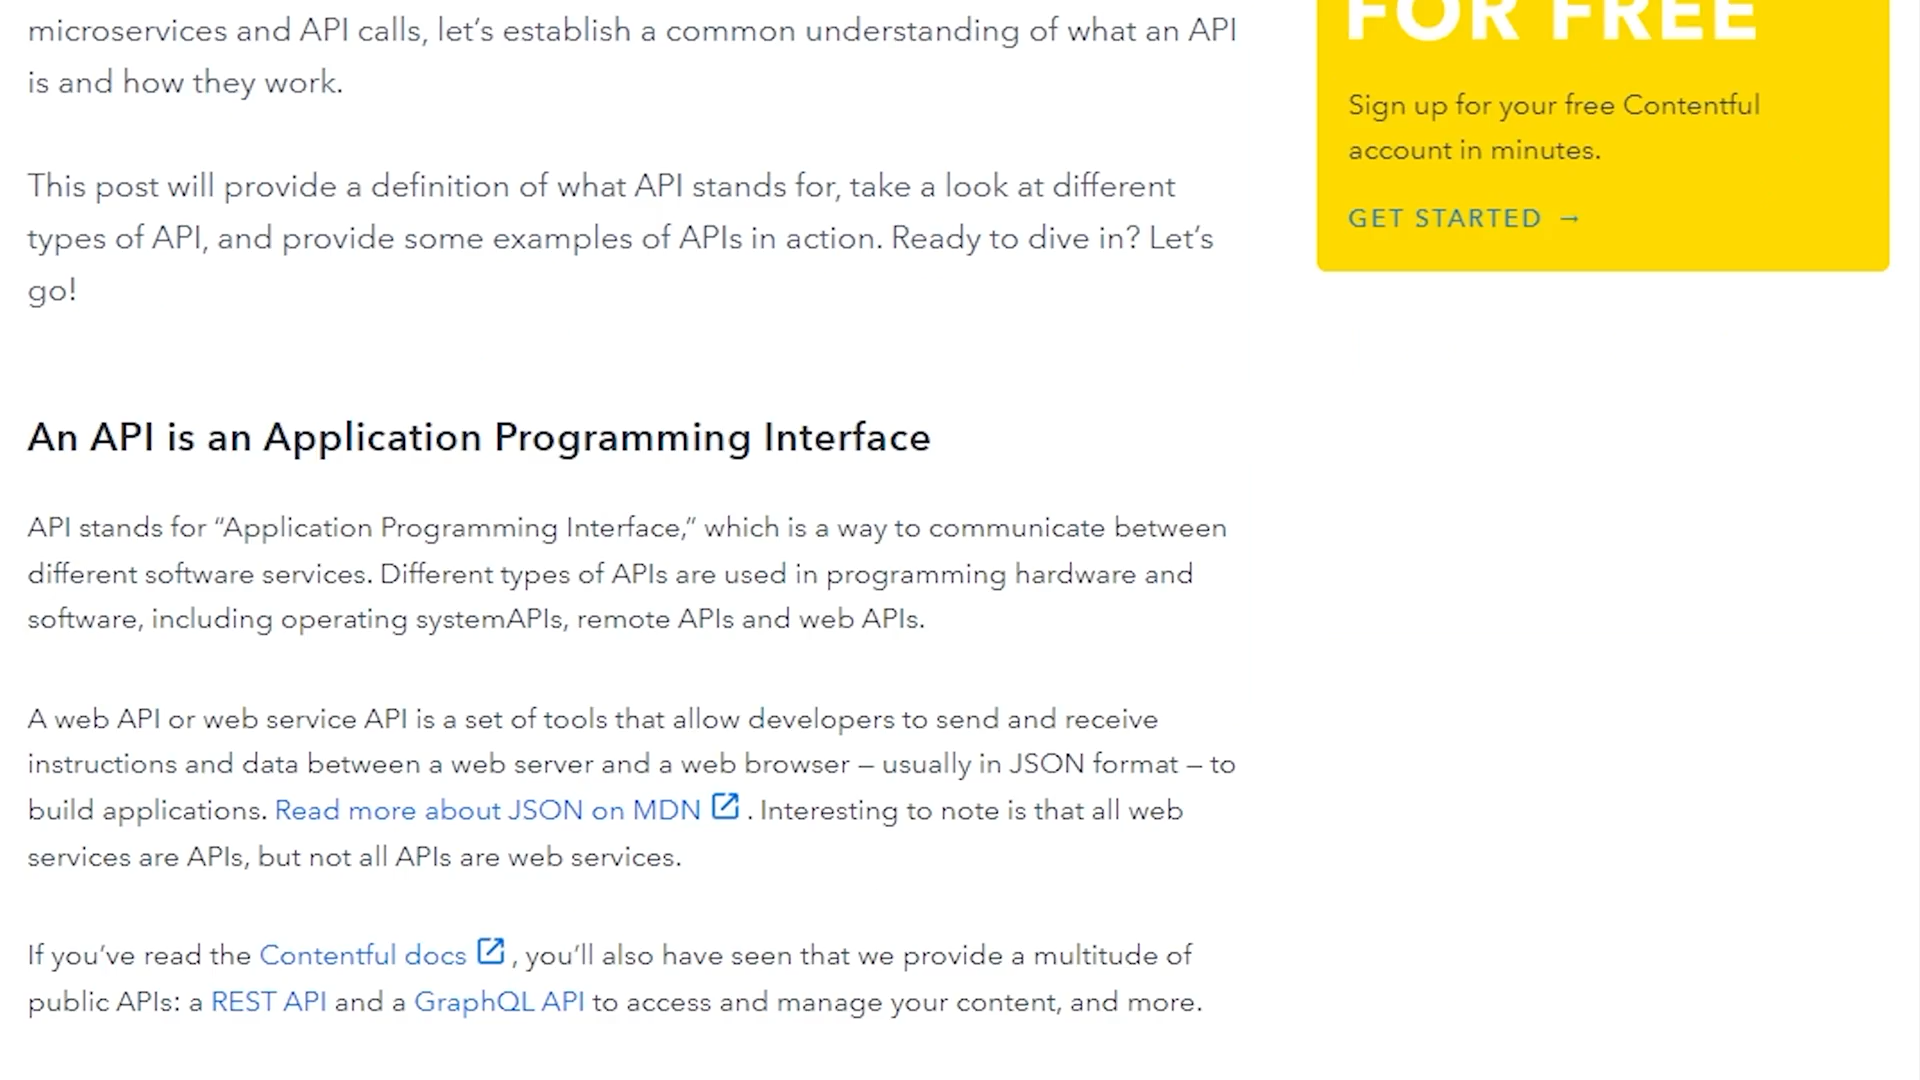 microservices and API calls, let’s establish a common understanding of what an API
is and how they work.
This post will provide a definition of what API stands for, take a look at different
types of API, and provide some examples of APIs in action. Ready to dive in? Let’s
go!
An API is an Application Programming Interface
API stands for “Application Programming Interface,” which is a way to communicate between
different software services. Different types of APIs are used in programming hardware and
software, including operating systemAPIs, remote APIs and web APIs.
A web API or web service API is a set of tools that allow developers to send and receive
instructions and data between a web server and a web browser – usually in JSON format – to
build applications. Read more about JSON on MDN . Interesting to note is that all web
services are APIs, but not all APIs are web services.
If you’ve read the Contentful docs , you’ll also have seen that we provide a multitude of
public APIs: a REST API and a GraphQL API to access and manage your content, and more.
FOR FREE
Sign up for your free Contentful
account in minutes.
GET STARTED →